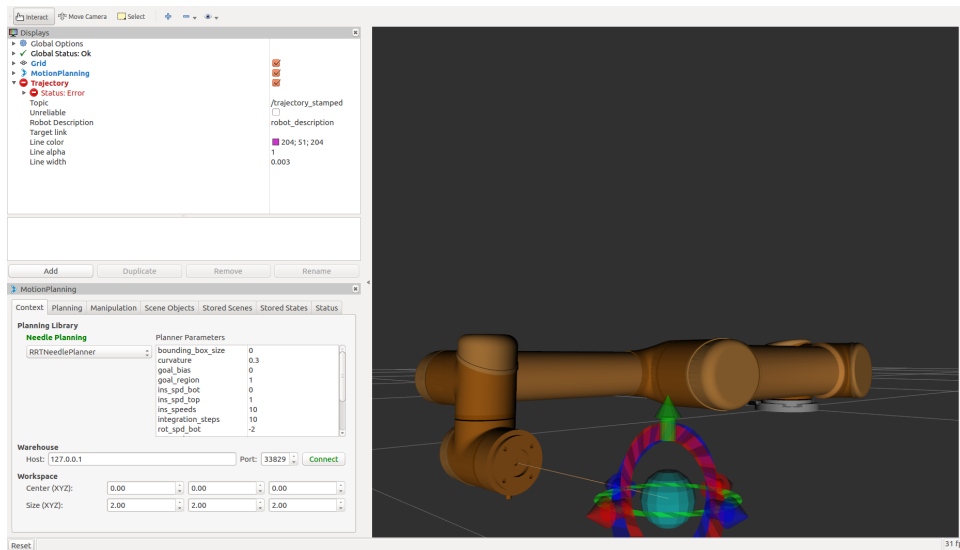 Interact Move Camera Select
Displays
Global Options
Global Status: Ok
Grid
MotionPlanning
Trajectory
Status: Error
Topic /trajectory_stamped
Unreliable
Robot Description robot_description
Target link
Line color 204; 51; 204
Line alpha 1
Line width 0.003
Add Duplicate Remove Rename
MotionPlanning
Context Planning Manipulation Scene Objects Stored Scenes Stored States Status
Planning Library
Needle Planning Planner Parameters
RRTNeedlePlanner
bounding_box_size 0
curvature 0.3
goal_bias 0
goal_region 1
ins_spd_bot 0
ins_spd_top 1
ins_speeds 10
integration_steps 10
rot_spd_bot -2
Warehouse
Host: 127.0.0.1 Port: 33829 Connect
Workspace
Center (XYZ): 0.00 0.00 0.00
Size (XYZ): 2.00 2.00 2.00
Reset 31